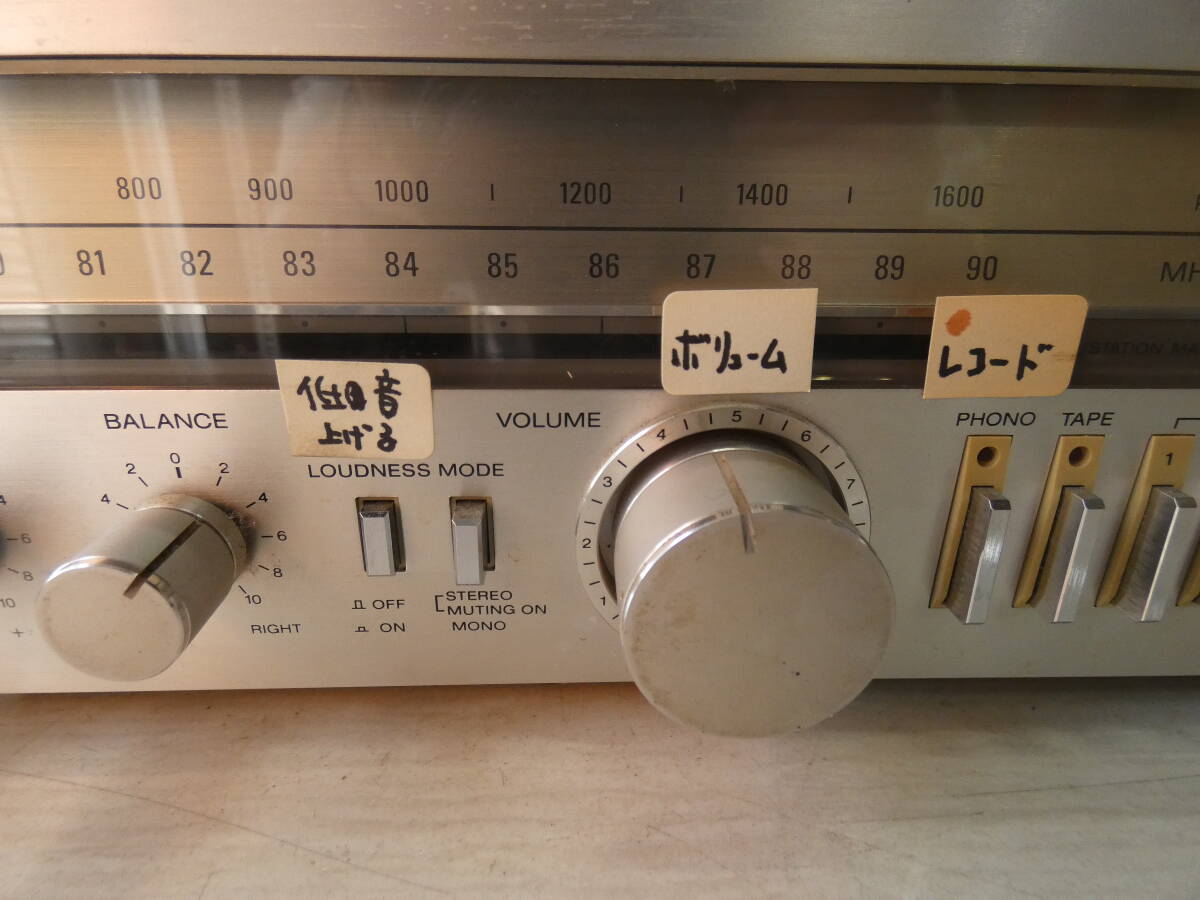 800 900 1000 1200 1400 1600
81 82 83 84 85 86 87 88 89 90 MH
ボリューム
レコード
STATION MA
低音
上げる
BALANCE
VOLUME
PHONO TAPE
LOUDNESS MODE
4 2 0 2 4 6 8 10
RIGHT
4 6 8 10 +
OFF
ON
STEREO
MUTING ON
MONO
1 2 3 4 5 6 7
1